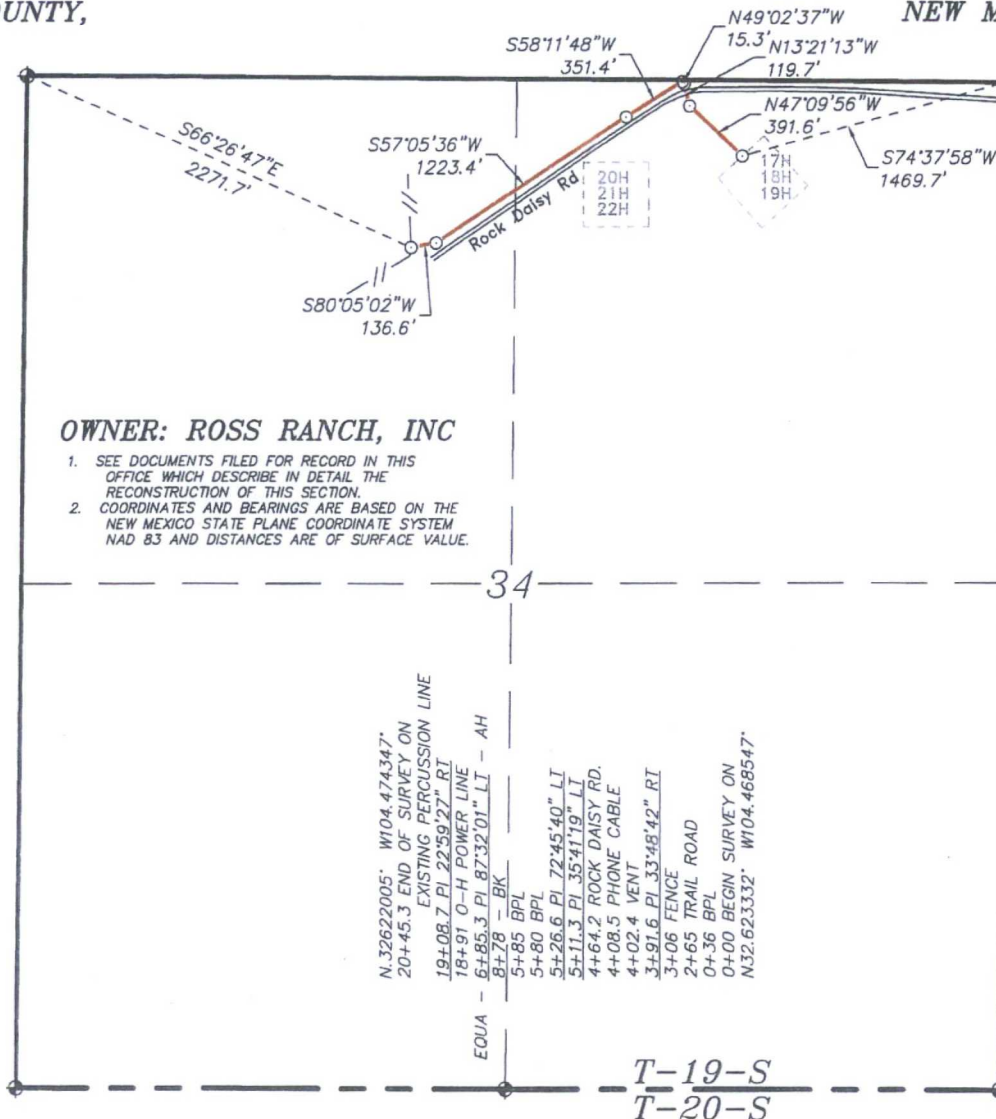 OUNTY,
NEW M
N49°02'37"W
15.3'
S58°11'48"W
351.4'
N13°21'13"W
119.7'
N47°09'56"W
391.6'
S74°37'58"W
1469.7'
S66°26'47"E
2271.7'
S57°05'36"W
1223.4'
20H
21H
22H
17H
18H
19H
Rock Daisy Rd
S80°05'02"W
136.6'
OWNER: ROSS RANCH, INC
1. SEE DOCUMENTS FILED FOR RECORD IN THIS
OFFICE WHICH DESCRIBE IN DETAIL THE
RECONSTRUCTION OF THIS SECTION.
2. COORDINATES AND BEARINGS ARE BASED ON THE
NEW MEXICO STATE PLANE COORDINATE SYSTEM
NAD 83 AND DISTANCES ARE OF SURFACE VALUE.
34
N.32622005° W104.474347°
20+45.3 END OF SURVEY ON
EXISTING PERCUSSION LINE
19+08.7 PI 22°59'27" RT
18+91 O-H POWER LINE
6+85.3 PI 87°32'01" LT - AH
EQUA - 8+78 - BK
5+85 BPL
5+80 BPL
5+26.6 PI 72°45'40" LT
5+11.3 PI 35°41'19" LT
4+64.2 ROCK DAISY RD.
4+08.5 PHONE CABLE
4+02.4 VENT
3+91.6 PI 33°48'42" RT
3+06 FENCE
2+65 TRAIL ROAD
0+36 BPL
0+00 BEGIN SURVEY ON
N32.623332° W104.468547°
T-19-S
T-20-S